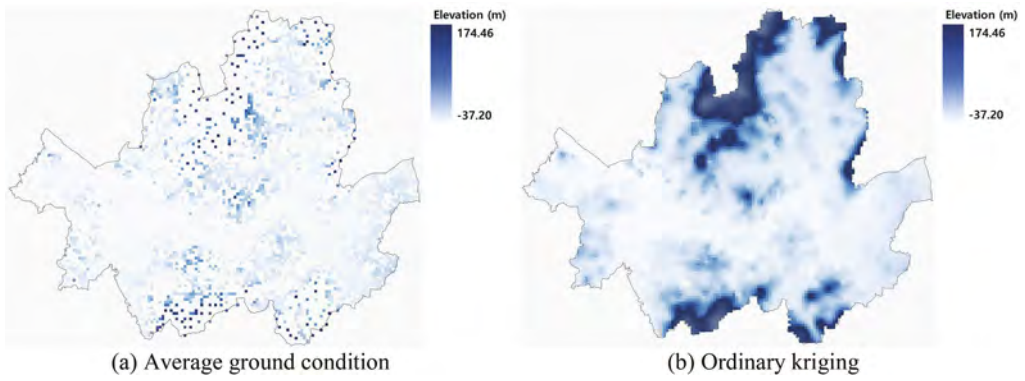 Elevation (m)
174.46
-37.20
Elevation (m)
174.46
-37.20
(a) Average ground condition
(b) Ordinary kriging